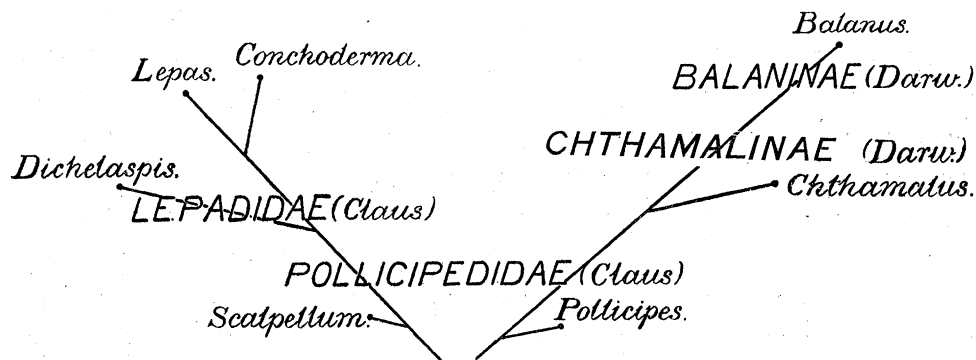 Balanus.
Conchoderma.
Lepas.
BALANINAE (Darw.)
CHTHAMALINAE (Darw.)
Dichelaspis.
Chthamalus.
LEPADIDAE (Claus)
POLLICIPEDIDAE (Claus)
Scalpellum.
Pollicipes.